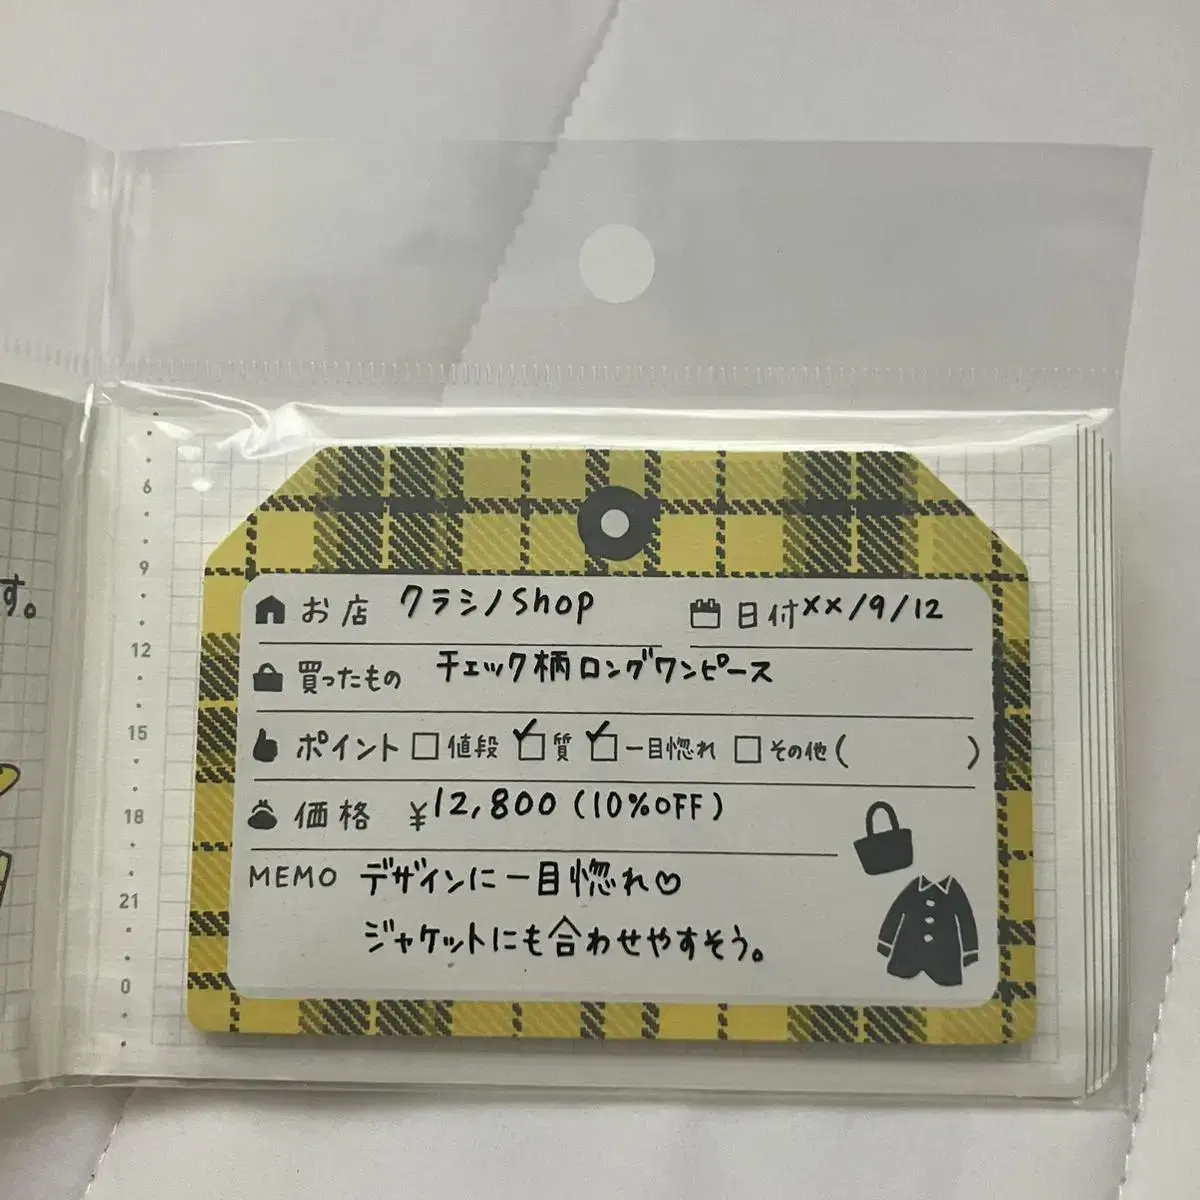 す。
6
9
12
15
18
21
0
お店 クラシノShop 日付××/9/12
買ったもの チェック柄ロングワンピース
ポイント □値段 ☑質 ☑一目惚れ □その他( )
価格 ¥12,800(10%OFF)
MEMO デザインに一目惚れ♡
ジャケットにも合わせやすそう。